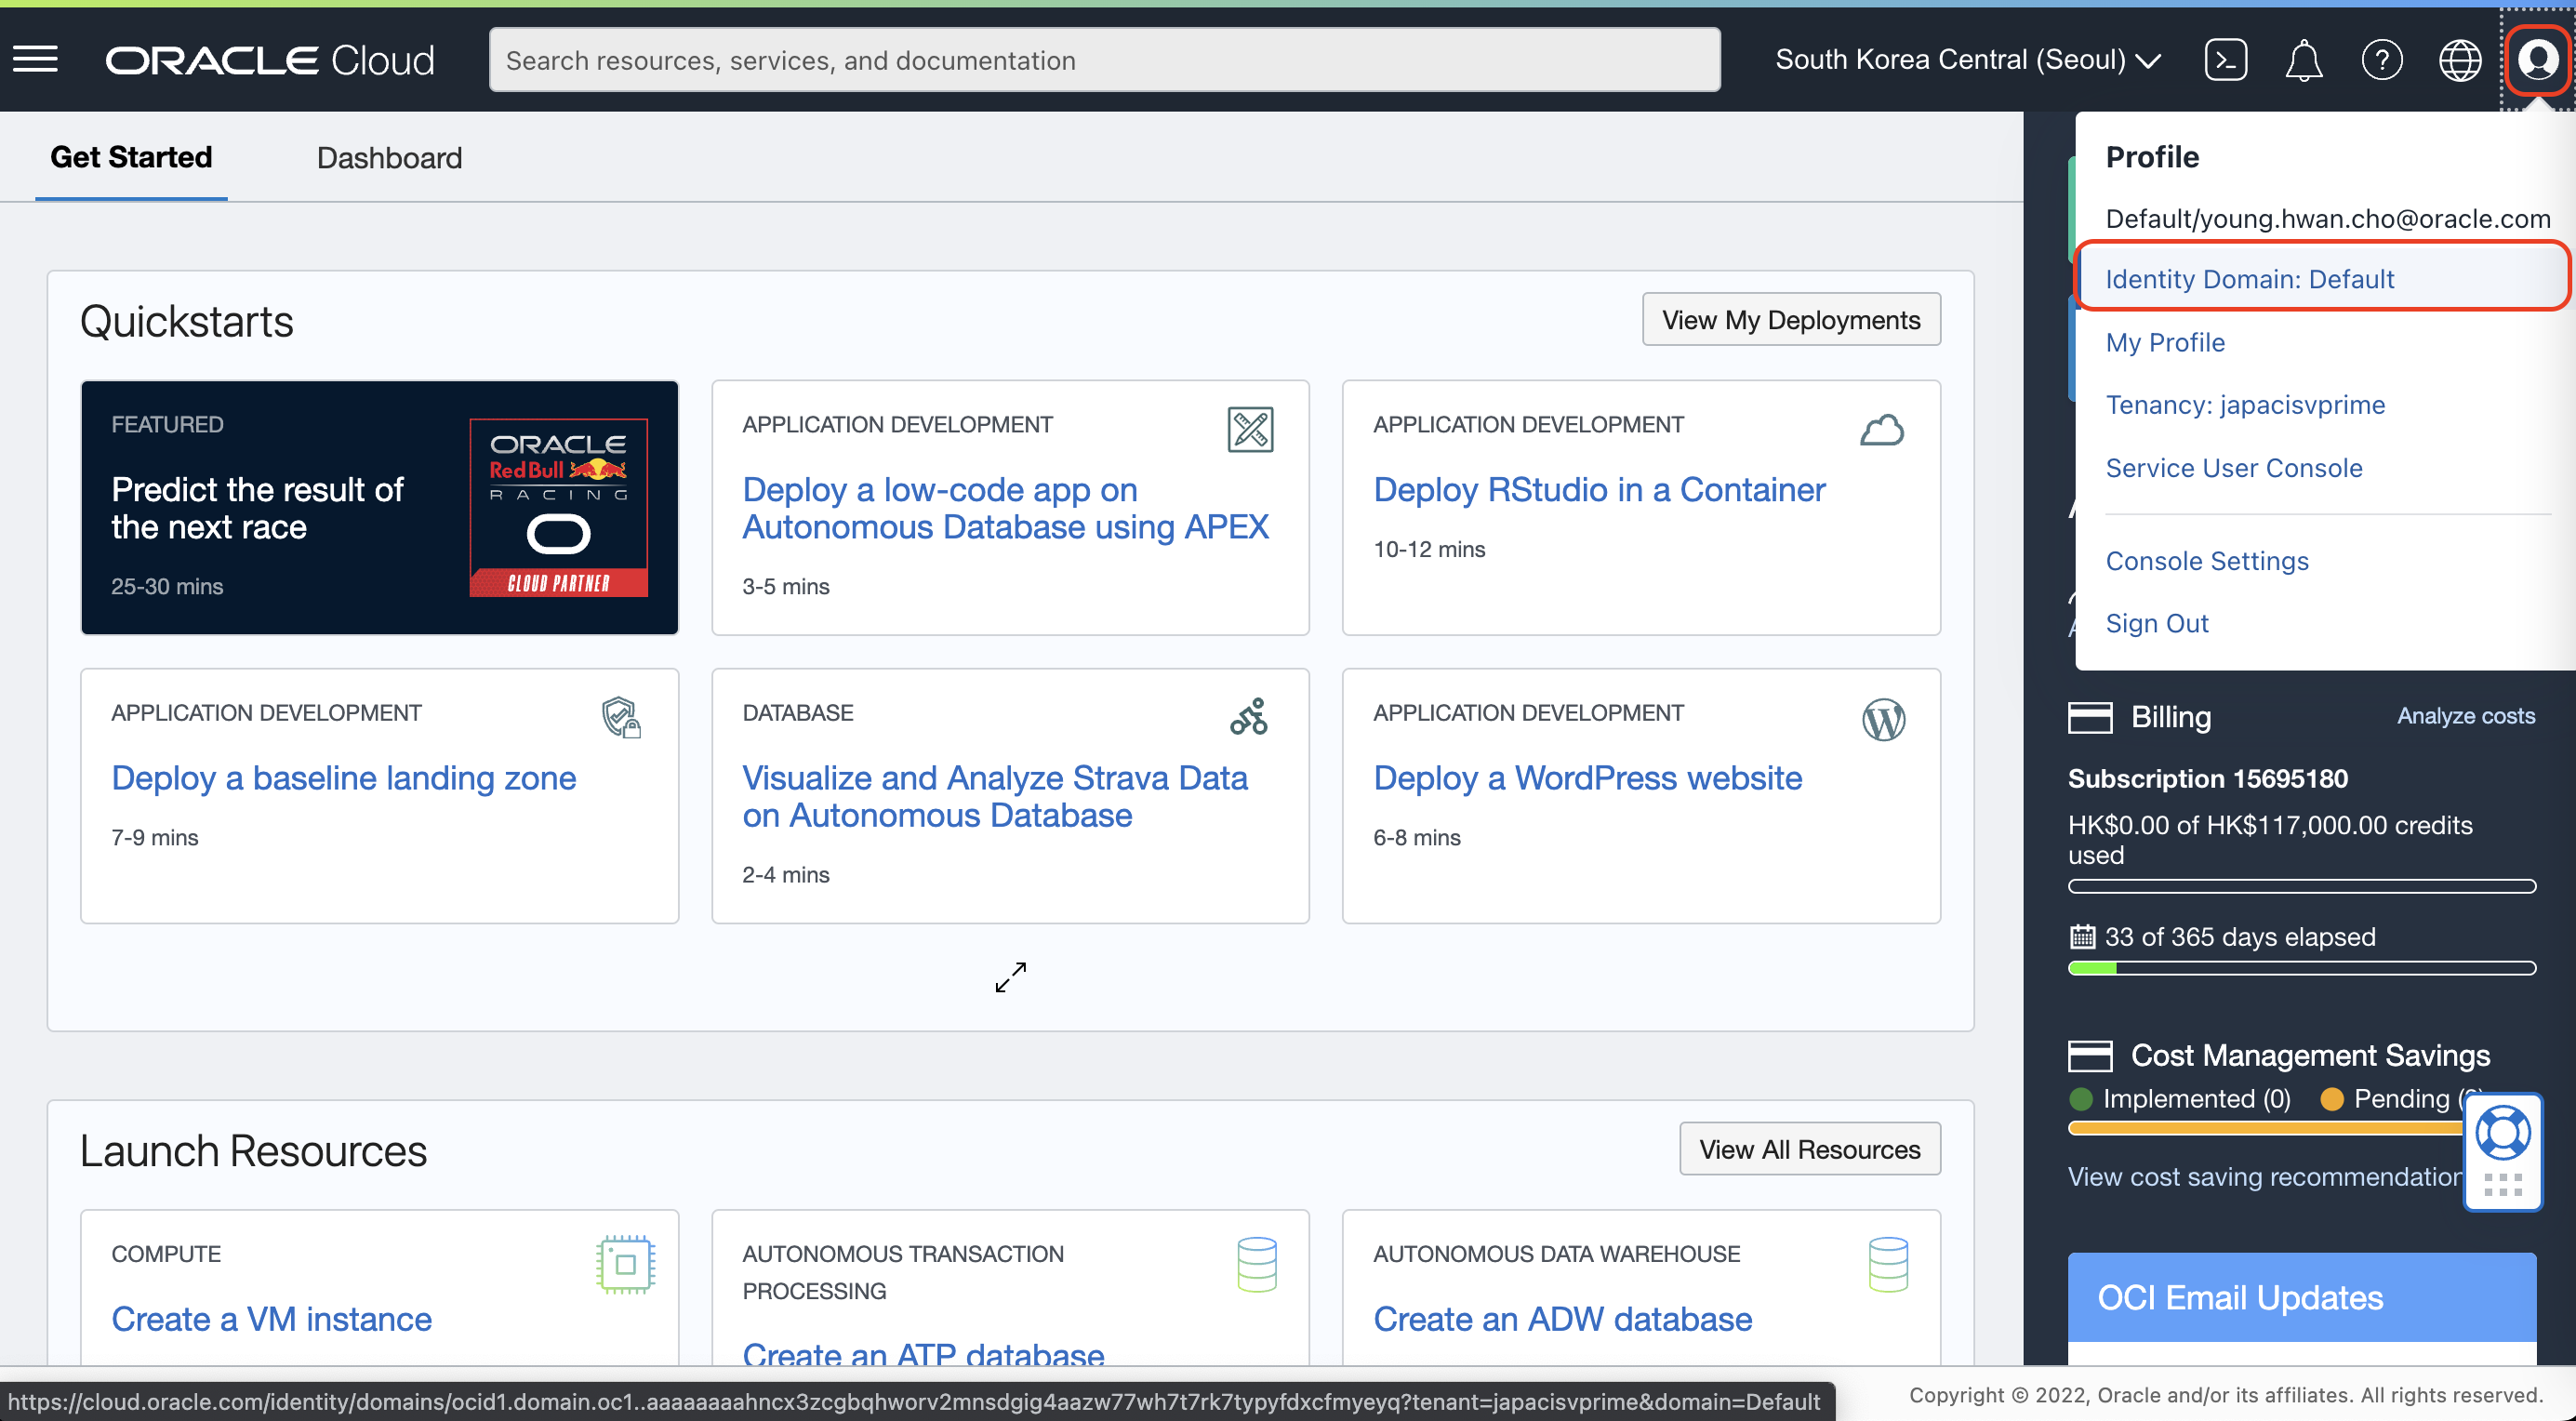 ORACLE Cloud
Search resources, services, and documentation
South Korea Central (Seoul)
Get Started
Dashboard
Profile
Default/young.hwan.cho@oracle.com
Identity Domain: Default
My Profile
Tenancy: japacisvprime
Service User Console
Console Settings
Sign Out
Quickstarts
View My Deployments
FEATURED
Predict the result of
the next race
25-30 mins
ORACLE
Red Bull
RACING
CLOUD PARTNER
APPLICATION DEVELOPMENT
Deploy a low-code app on
Autonomous Database using APEX
3-5 mins
APPLICATION DEVELOPMENT
Deploy RStudio in a Container
10-12 mins
APPLICATION DEVELOPMENT
Deploy a baseline landing zone
7-9 mins
DATABASE
Visualize and Analyze Strava Data
on Autonomous Database
2-4 mins
APPLICATION DEVELOPMENT
Deploy a WordPress website
6-8 mins
Billing
Analyze costs
Subscription 15695180
HK$0.00 of HK$117,000.00 credits
used
33 of 365 days elapsed
Cost Management Savings
Implemented (0)
Pending
View cost saving recommendation
OCI Email Updates
Launch Resources
View All Resources
COMPUTE
Create a VM instance
AUTONOMOUS TRANSACTION
PROCESSING
Create an ATP database
AUTONOMOUS DATA WAREHOUSE
Create an ADW database
https://cloud.oracle.com/identity/domains/ocid1.domain.oc1..aaaaaaaahncx3zcgbqhworv2mnsdgig4aazw77wh7t7rk7typyfdxcfmyeyq?tenant=japacisvprime&domain=Default
Copyright © 2022, Oracle and/or its affiliates. All rights reserved.